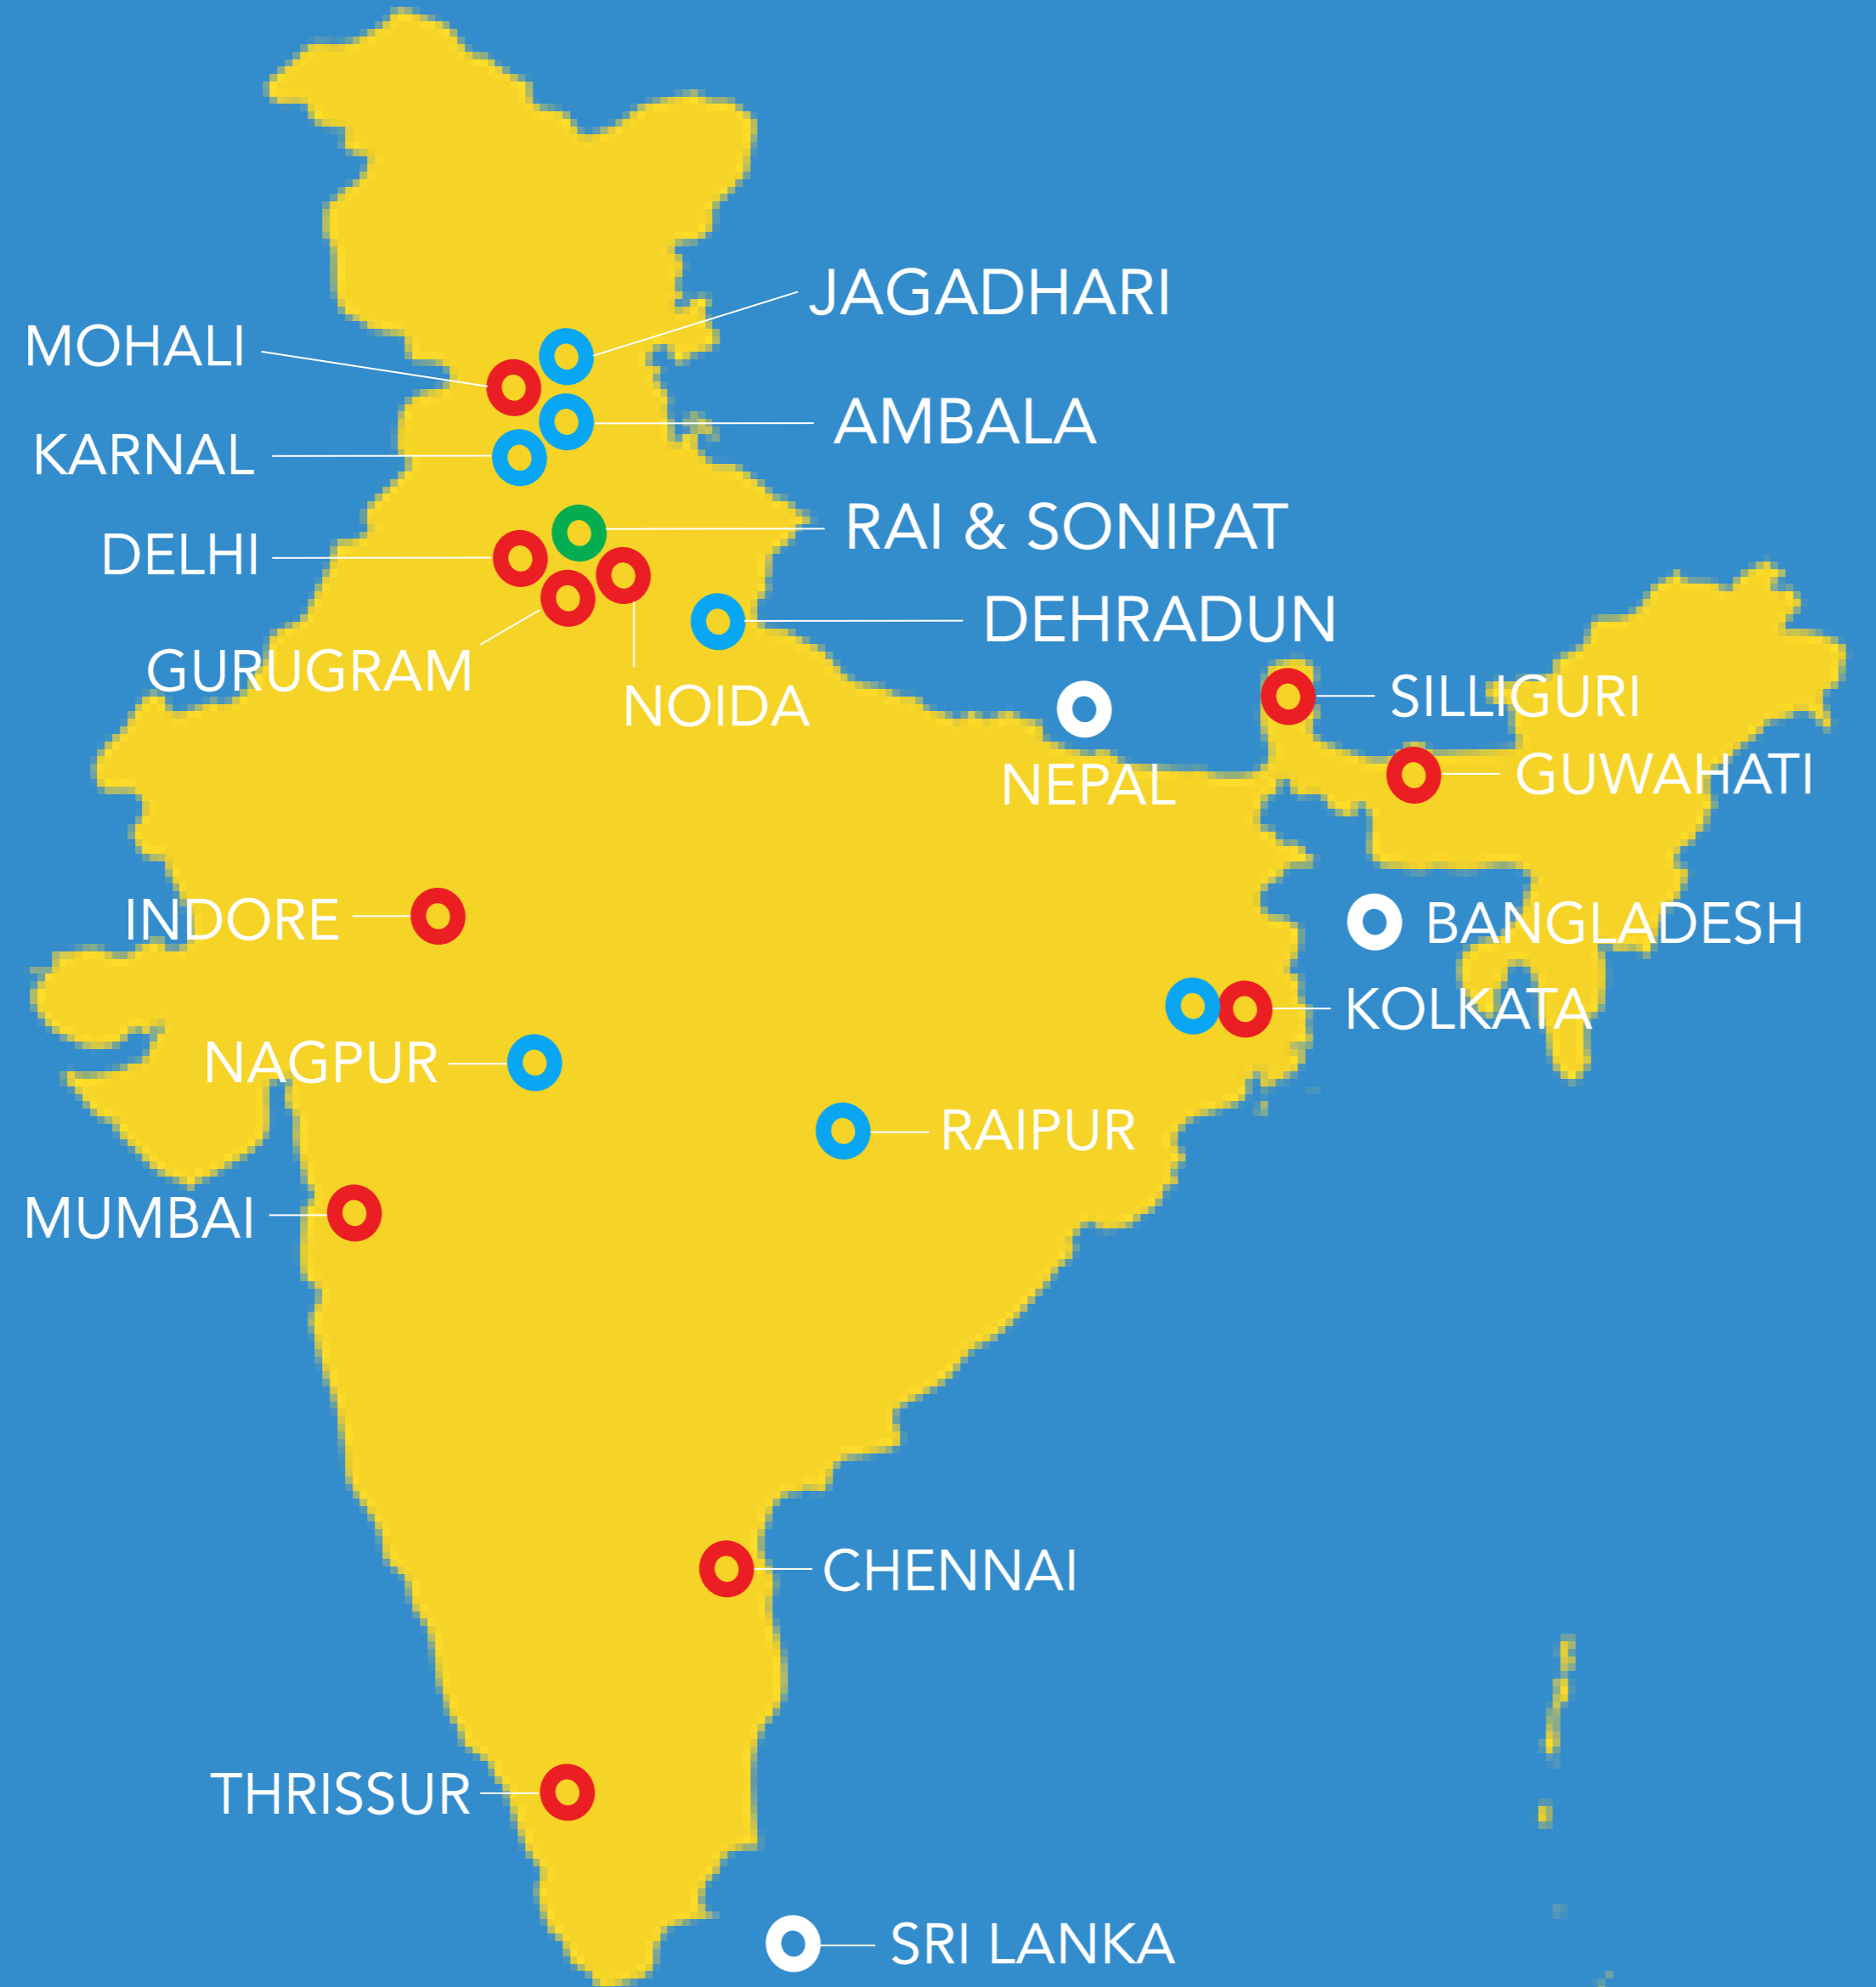 JAGADHARI
MOHALI
AMBALA
KARNAL
RAI & SONIPAT
DELHI
DEHRADUN
GURUGRAM
NOIDA
SILLIGURI
NEPAL
GUWAHATI
INDORE
BANGLADESH
KOLKATA
NAGPUR
RAIPUR
MUMBAI
CHENNAI
THRISSUR
SRI LANKA